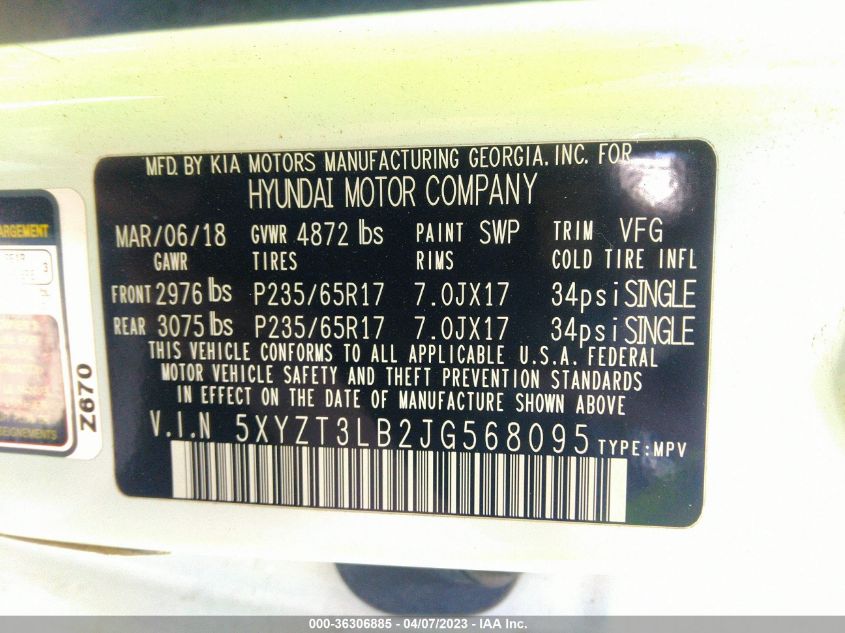 MFD. BY KIA MOTORS MANUFACTURING GEORGIA. INC. FOR
HYUNDAI MOTOR COMPANY
MAR/06/18 GVWR 4872 lbs PAINT SWP TRIM VFG
GAWR TIRES RIMS COLD TIRE INFL
FRONT 2976 lbs P235/65R17 7.0JX17 34psi SINGLE
REAR 3075 lbs P235/65R17 7.0JX17 34psi SINGLE
THIS VEHICLE CONFORMS TO ALL APPLICABLE U.S.A. FEDERAL
MOTOR VEHICLE SAFETY AND THEFT PREVENTION STANDARDS
IN EFFECT ON THE DATE OF MANUFACTURE SHOWN ABOVE
V.I.N 5XYZT3LB2JG568095 TYPE:MPV
Z670
000-36306885 - 04/07/2023 - IAA Inc.